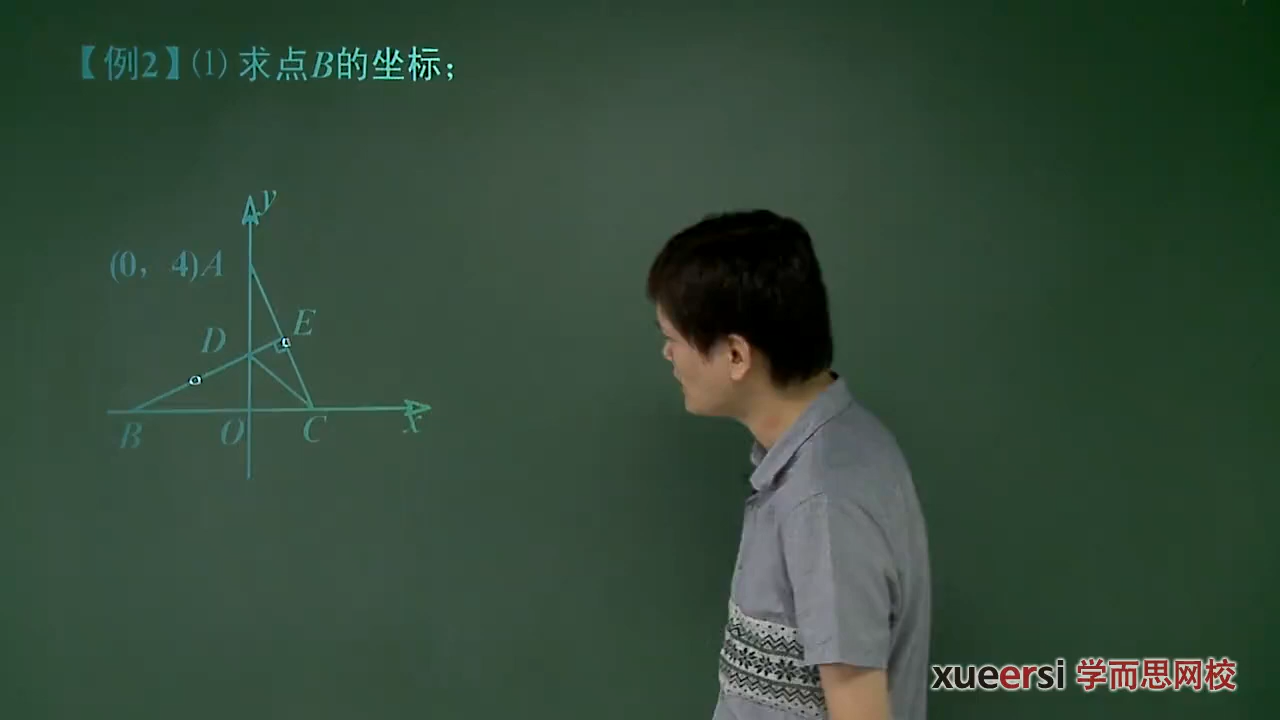 【例2】(1) 求点B的坐标；
y
(0，4)A
E
D
B O C x
xueersi 学而思网校